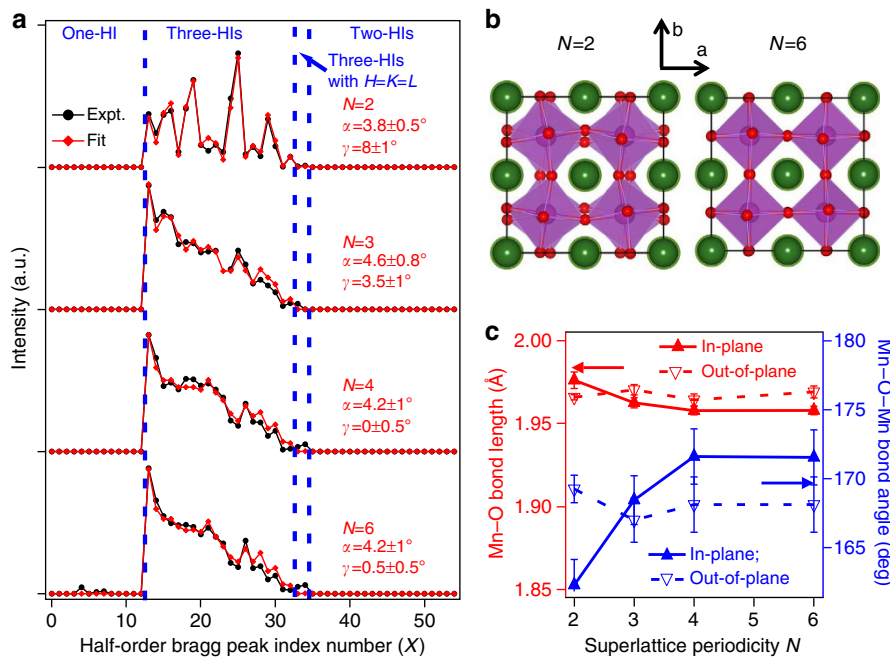 a
One-HI
Three-HIs
Two-HIs
Three-HIs
with H=K=L
Expt.
Fit
N=2
α=3.8±0.5°
γ=8±1°
N=3
α=4.6±0.8°
γ=3.5±1°
N=4
α=4.2±1°
γ=0±0.5°
N=6
α=4.2±1°
γ=0.5±0.5°
Intensity (a.u.)
0 10 20 30 40 50
Half-order bragg peak index number (X)
b
N=2
b
a
N=6
c
2.00
1.95
1.90
1.85
Mn–O bond length (Å)
In-plane
Out-of-plane
In-plane;
Out-of-plane
180
175
170
165
Mn–O–Mn bond angle (deg)
2 3 4 5 6
Superlattice periodicity N